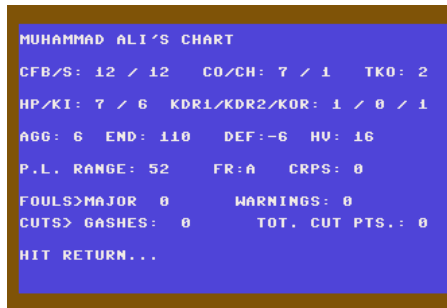 MUHAMMAD ALI'S CHART
CFB/S: 12 / 12 CO/CH: 7 / 1 TKO: 2
HP/KI: 7 / 6 KDR1/KDR2/KOR: 1 / 0 / 1
AGG: 6 END: 110 DEF:-6 HV: 16
P.L. RANGE: 52 FR:A CRPS: 0
FOULS>MAJOR 0 WARNINGS: 0
CUTS> GASHES: 0 TOT. CUT PTS.: 0
HIT RETURN...